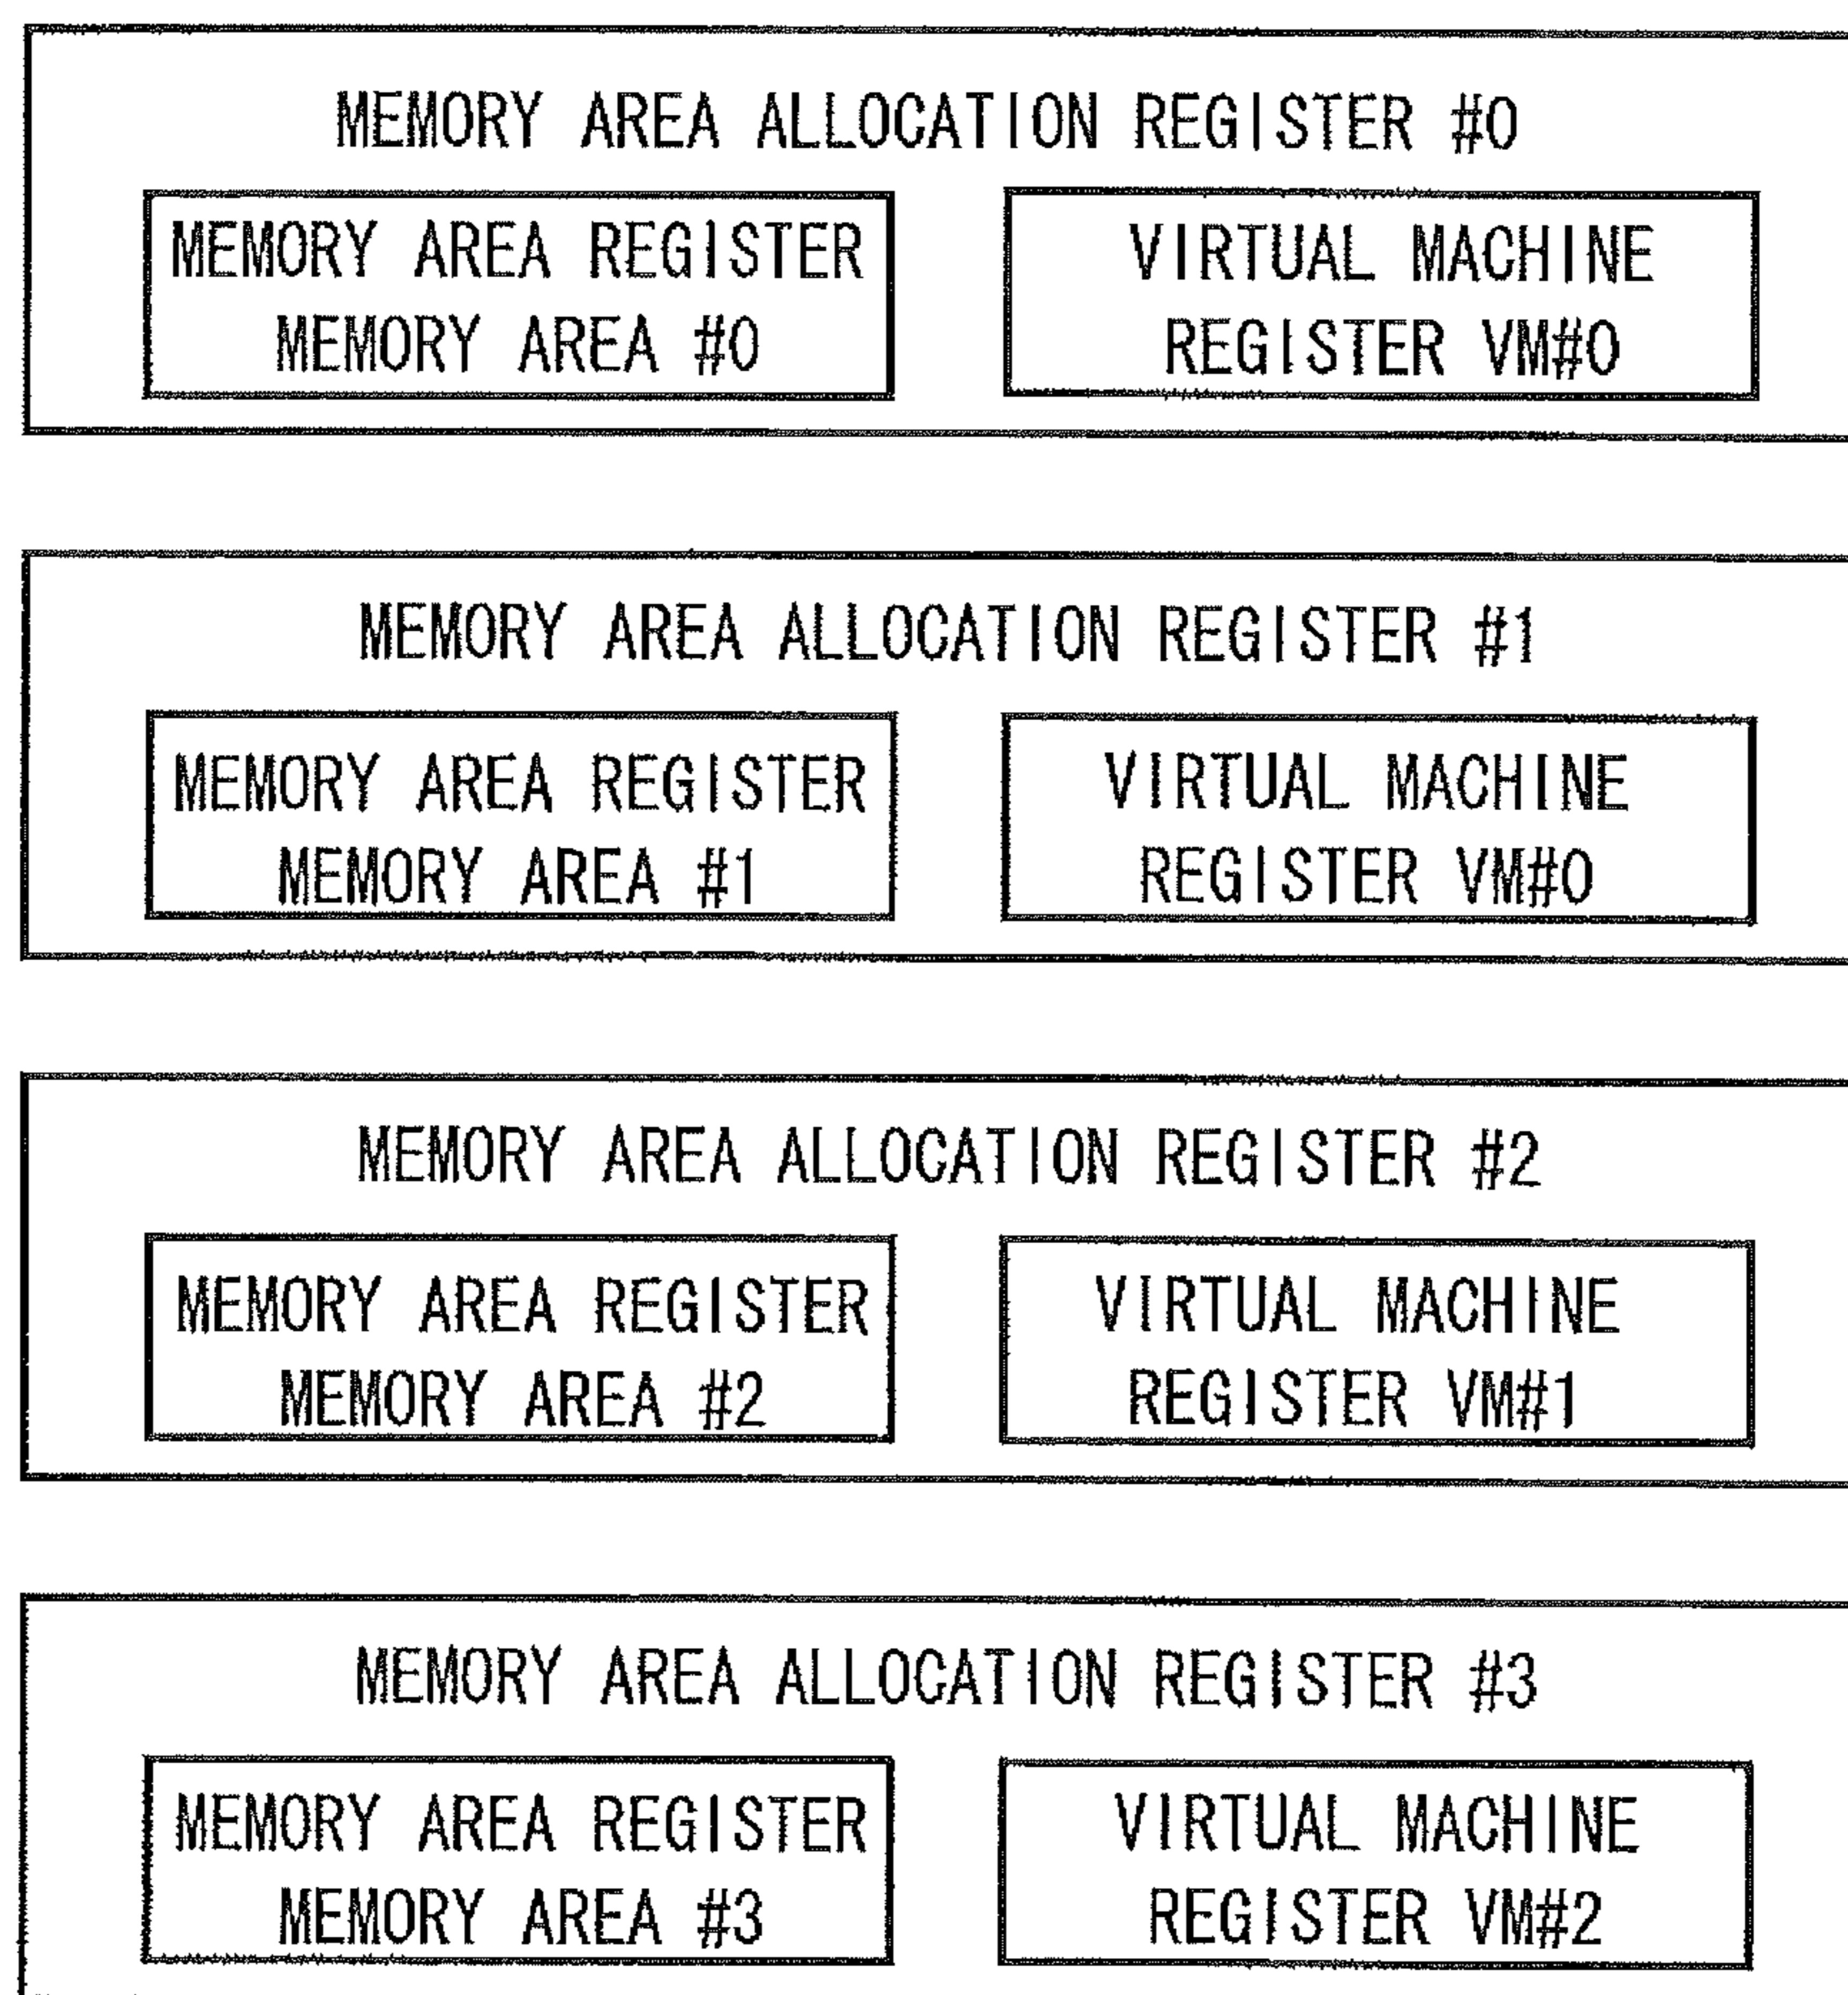 MEMORY AREA ALLOCATION REGISTER #0
MEMORY AREA REGISTER
MEMORY AREA #0
VIRTUAL MACHINE
REGISTER VM#0
MEMORY AREA ALLOCATION REGISTER #1
MEMORY AREA REGISTER
MEMORY AREA #1
VIRTUAL MACHINE
REGISTER VM#0
MEMORY AREA ALLOCATION REGISTER #2
MEMORY AREA REGISTER
MEMORY AREA #2
VIRTUAL MACHINE
REGISTER VM#1
MEMORY AREA ALLOCATION REGISTER #3
MEMORY AREA REGISTER
MEMORY AREA #3
VIRTUAL MACHINE
REGISTER VM#2